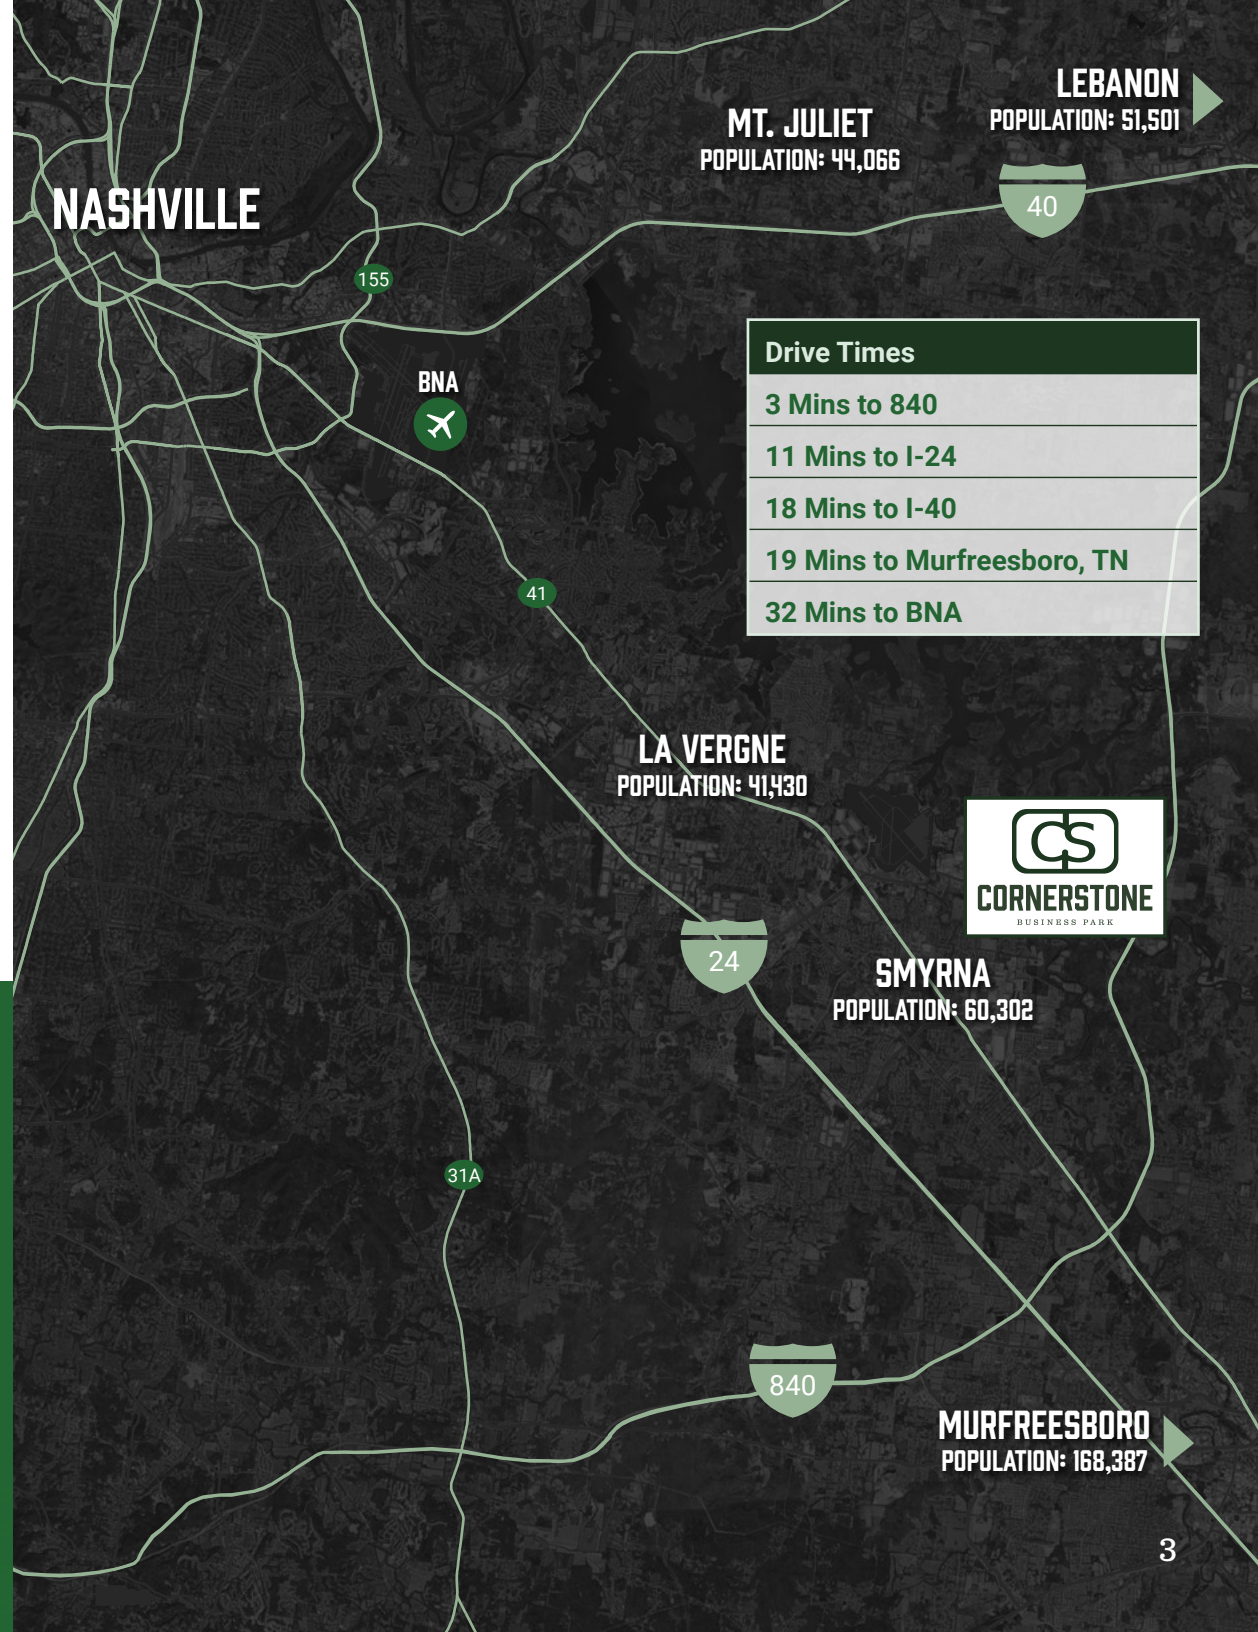 LEBANON
POPULATION: 51,501
MT. JULIET
POPULATION: 44,066
40
NASHVILLE
155
Drive Times
3 Mins to 840
11 Mins to I-24
18 Mins to I-40
19 Mins to Murfreesboro, TN
32 Mins to BNA
BNA
41
LA VERGNE
POPULATION: 41,430
CS
CORNERSTONE
BUSINESS PARK
24
SMYRNA
POPULATION: 60,302
31A
840
MURFREESBORO
POPULATION: 168,387
3